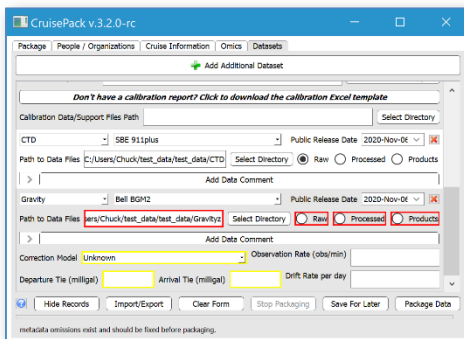 CruisePack v.3.2.0-rc
Package People / Organizations Cruise Information Omics Datasets
Add Additional Dataset
Don't have a calibration report? Click to download the calibration Excel template
Calibration Data/Support Files Path Select Directory
CTD SBE 911plus Public Release Date 2020-Nov-06
Path to Data Files C:/Users/Chuck/test_data/test_data/CTD Select Directory Raw Processed Products
> Add Data Comment
Gravity Bell BGM2 Public Release Date 2020-Nov-06
Path to Data Files sers/Chuck/test_data/test_data/Gravityz Select Directory Raw Processed Products
> Add Data Comment
Correction Model Unknown Observation Rate (obs/min)
Departure Tie (milligal) Arrival Tie (milligal) Drift Rate per day
Hide Records Import/Export Clear Form Stop Packaging Save For Later Package Data
metadata omissions exist and should be fixed before packaging.